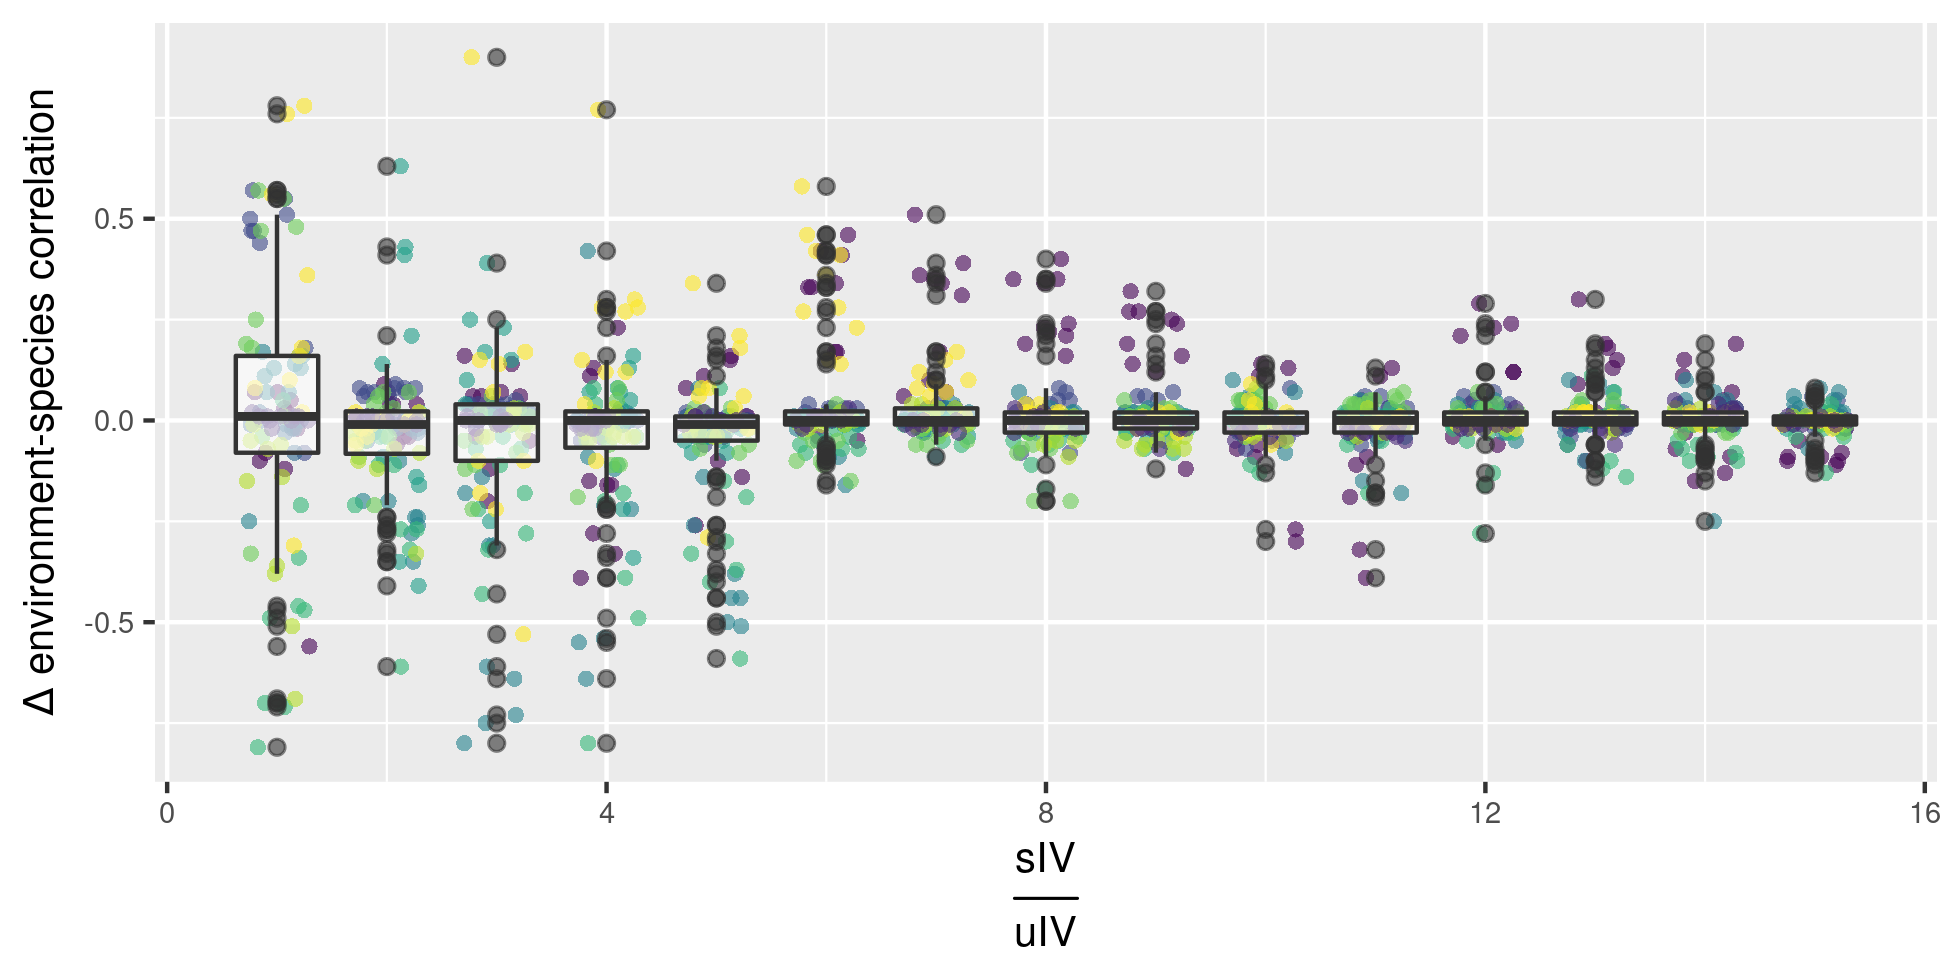 Δ environment-species correlation
0.5
0.0
-0.5
0 4 8 12 16
sIV
uIV